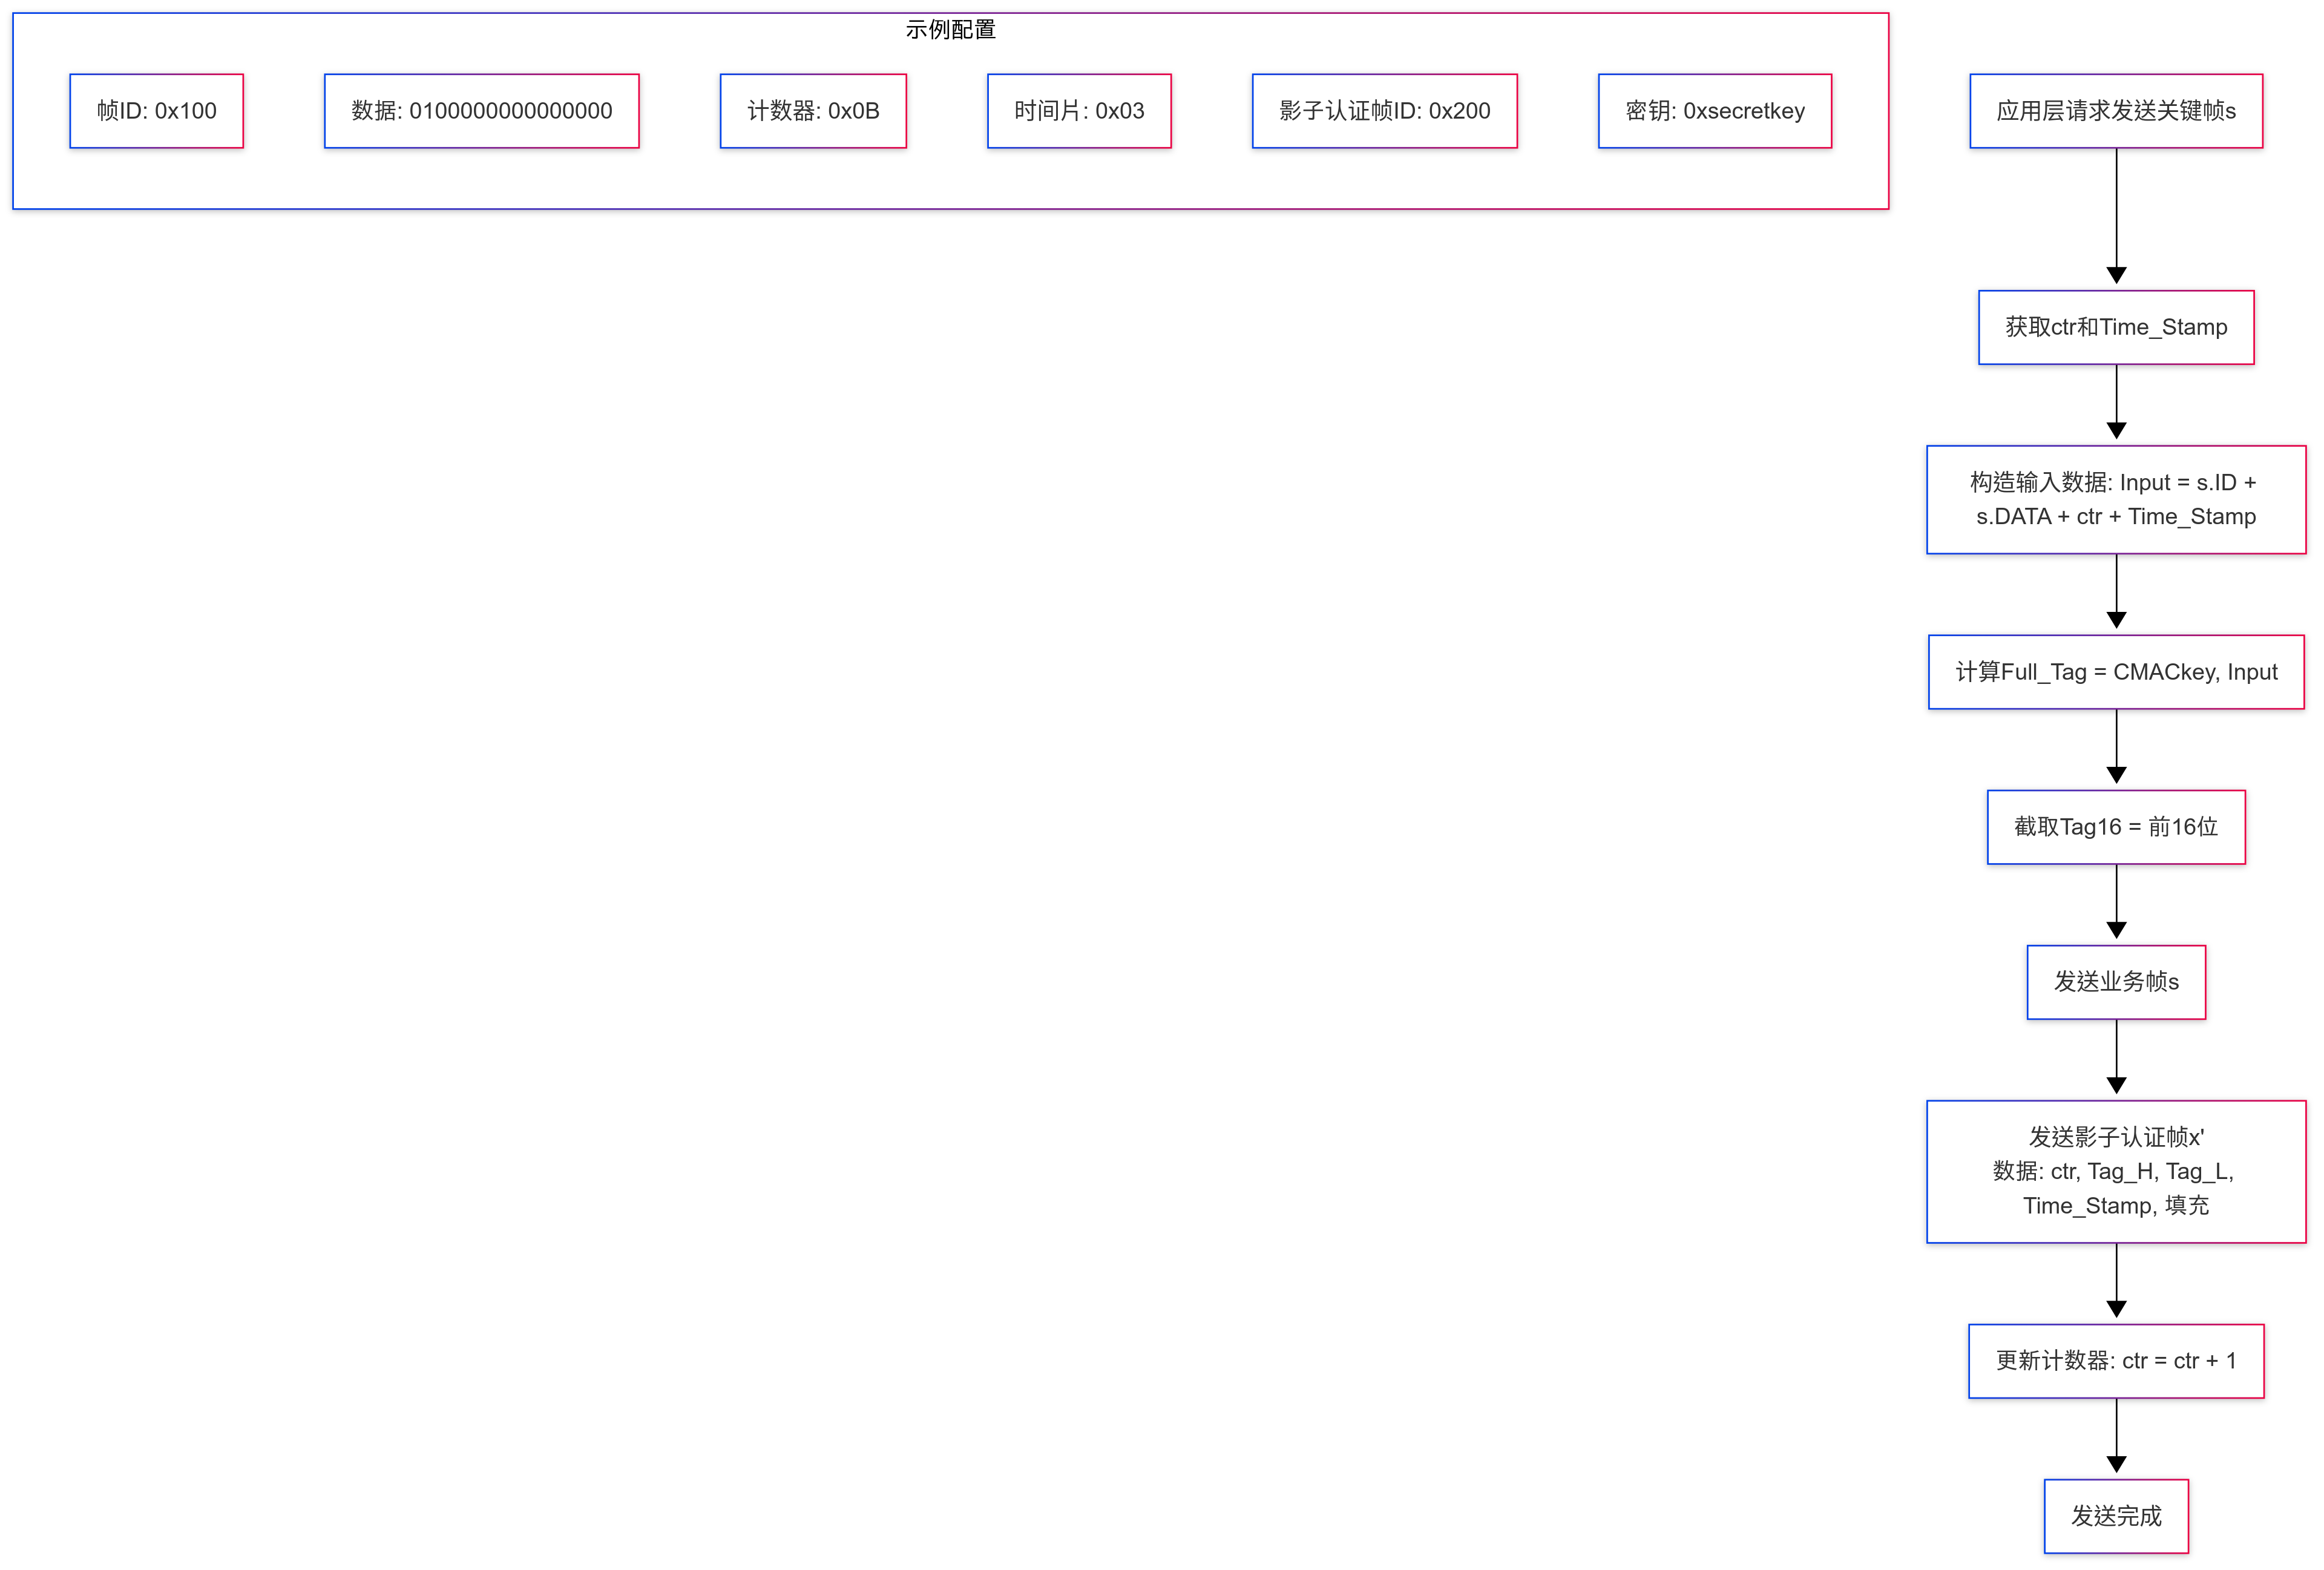 示例配置
帧ID: 0x100
数据: 0100000000000000
计数器: 0x0B
时间片: 0x03
影子认证帧ID: 0x200
密钥: 0xsecretkey
应用层请求发送关键帧s
获取ctr和Time_Stamp
构造输入数据: Input = s.ID +
s.DATA + ctr + Time_Stamp
计算Full_Tag = CMACkey, Input
截取Tag16 = 前16位
发送业务帧s
发送影子认证帧x'
数据: ctr, Tag_H, Tag_L,
Time_Stamp, 填充
更新计数器: ctr = ctr + 1
发送完成